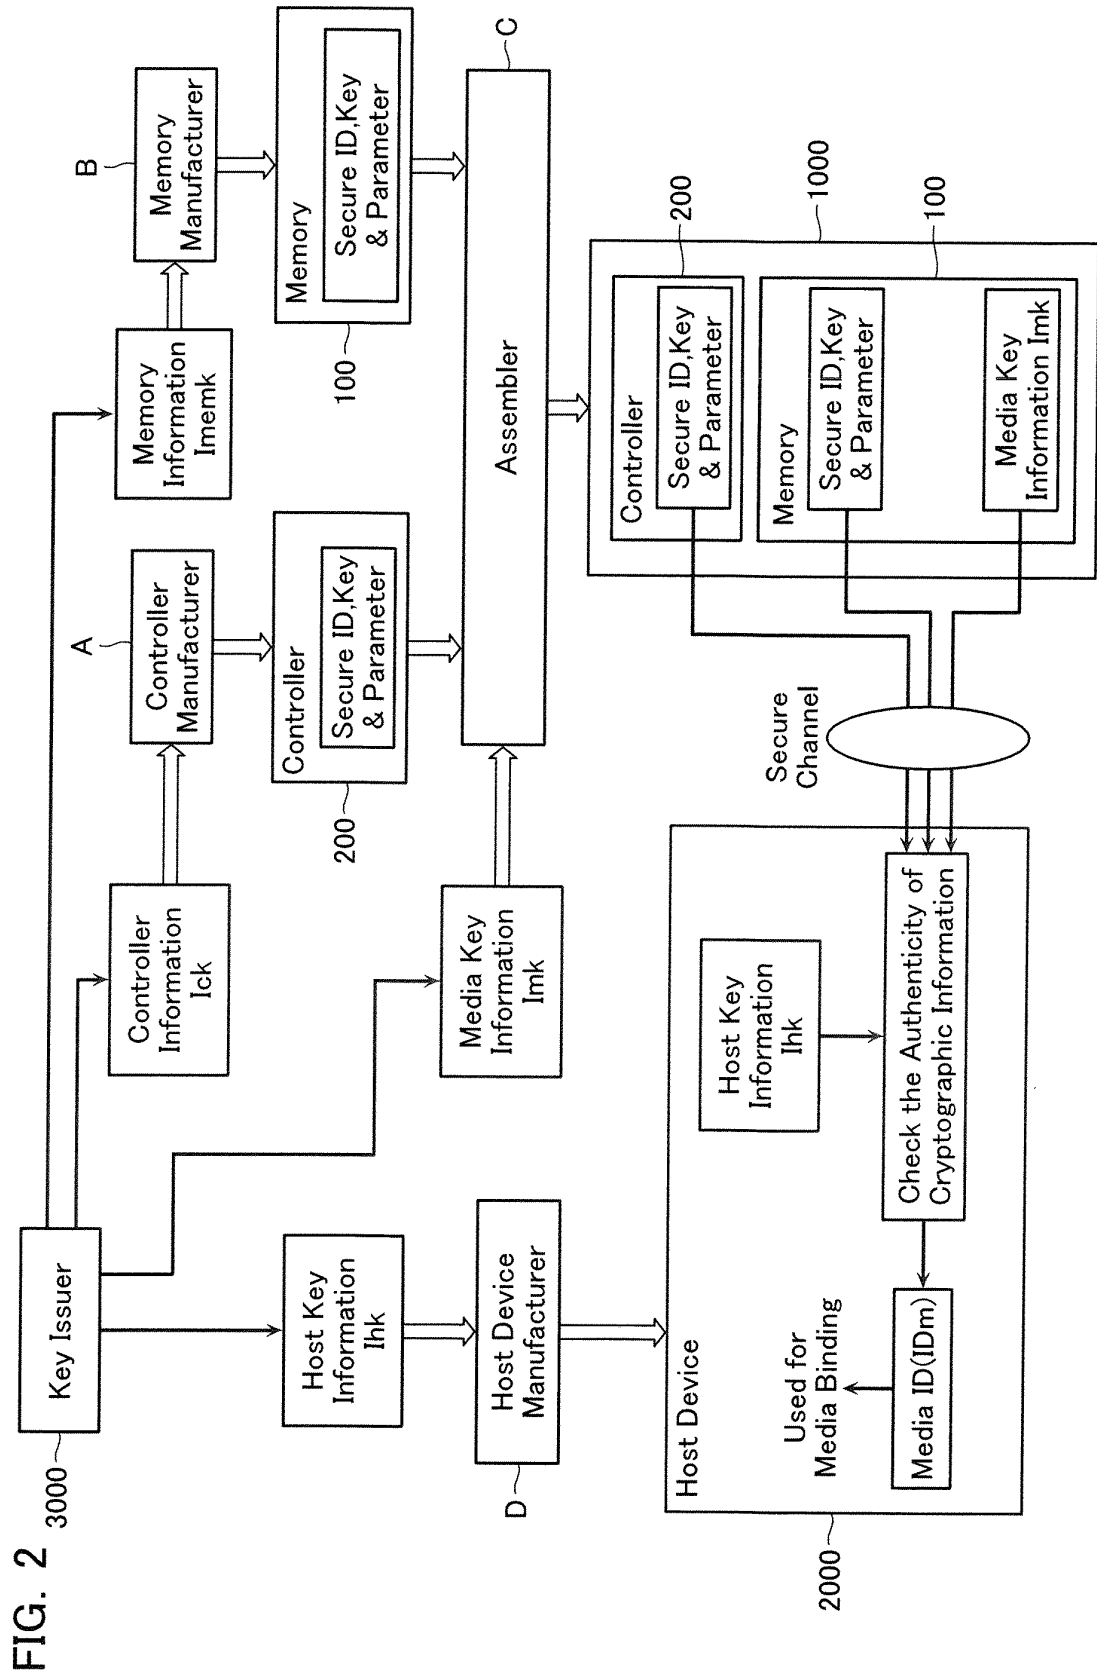 FIG. 2
3000
Key Issuer
Host Key
Information
Ihk
D
Host Device
Manufacturer
Controller
Information
Ick
A
Controller
Manufacturer
200
Controller
Secure ID,Key
& Parameter
Memory
Information
Imemk
B
Memory
Manufacturer
100
Memory
Secure ID,Key
& Parameter
Media Key
Information
Imk
Assembler
C
2000
Host Device
Used for
Media Binding
Media ID(IDm)
Host Key
Information
Ihk
Check the Authenticity of
Cryptographic Information
Secure
Channel
Controller
Secure ID,Key
& Parameter
200
1000
Memory
Secure ID,Key
& Parameter
100
Media Key
Information Imk